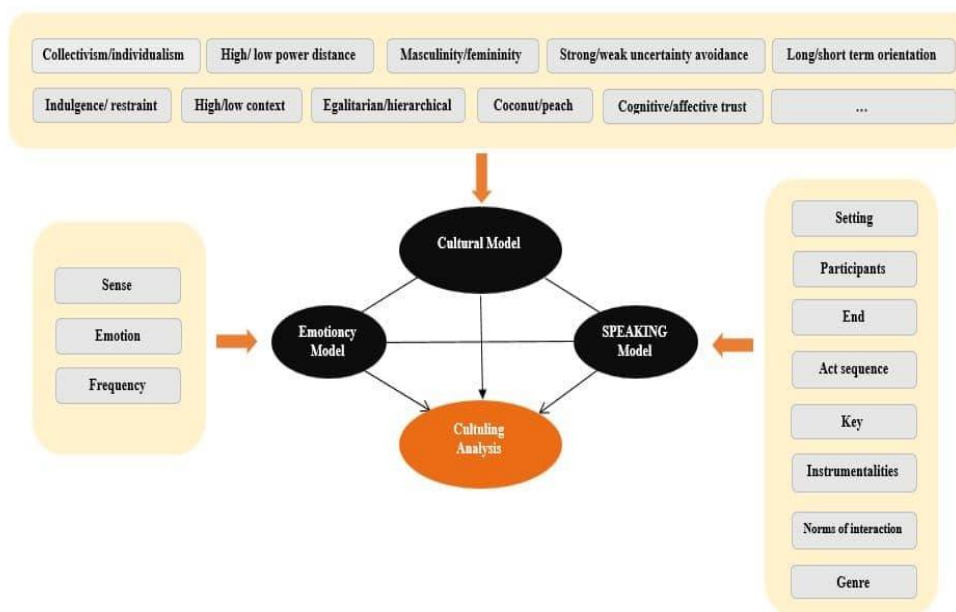 Collectivism/individualism
High/ low power distance
Masculinity/femininity
Strong/weak uncertainty avoidance
Long/short term orientation
Indulgence/ restraint
High/low context
Egalitarian/hierarchical
Coconut/peach
Cognitive/affective trust
...
Cultural Model
Sense
Emotion
Frequency
Emotioncy
Model
SPEAKING
Model
Cultuling
Analysis
Setting
Participants
End
Act sequence
Key
Instrumentalities
Norms of interaction
Genre